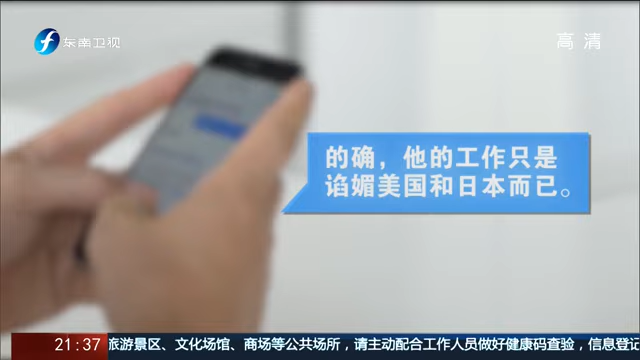 东南卫视
高清
的确，他的工作只是
谄媚美国和日本而已。
21:37
旅游景区、文化场馆、商场等公共场所，请主动配合工作人员做好健康码查验，信息登记